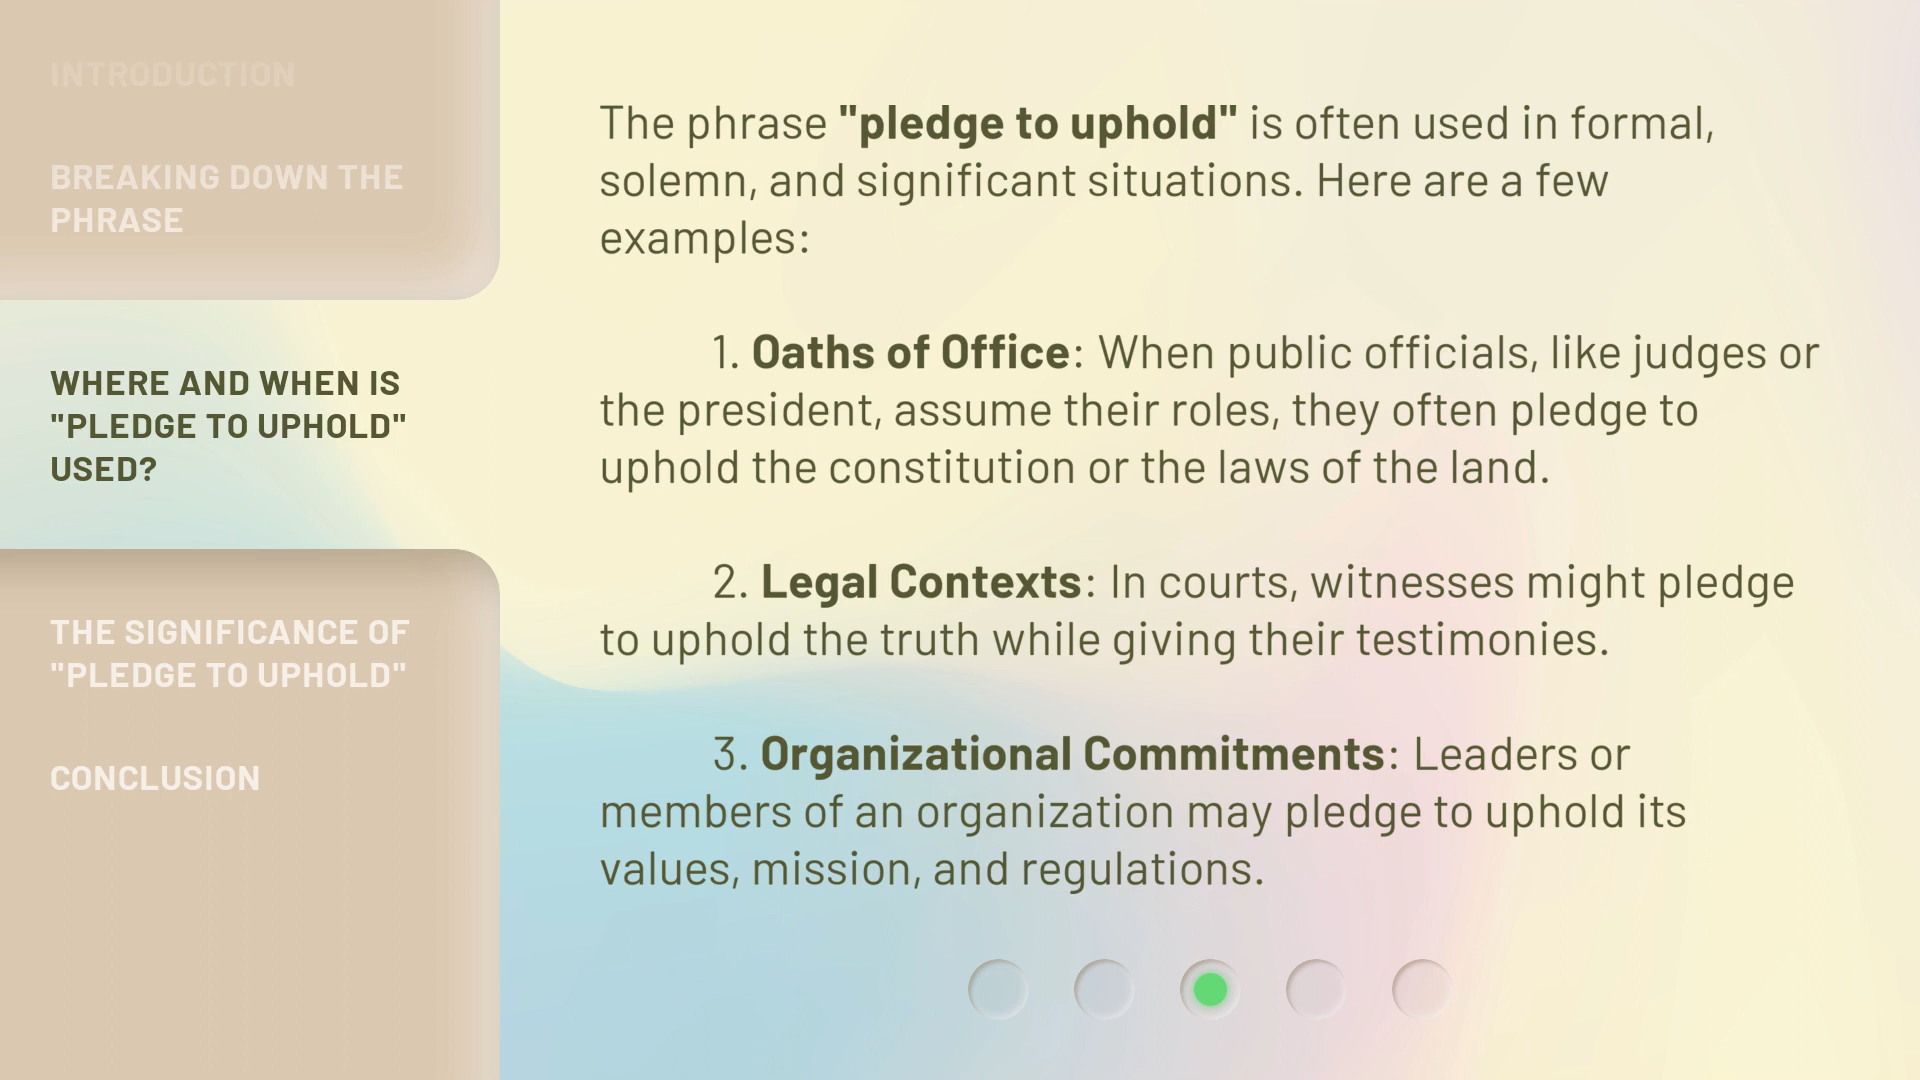 INTRODUCTION
BREAKING DOWN THE
PHRASE
WHERE AND WHEN IS
"PLEDGE TO UPHOLD"
USED?
THE SIGNIFICANCE OF
"PLEDGE TO UPHOLD"
CONCLUSION
The phrase "pledge to uphold" is often used in formal,
solemn, and significant situations. Here are a few
examples:
1. Oaths of Office: When public officials, like judges or
the president, assume their roles, they often pledge to
uphold the constitution or the laws of the land.
2. Legal Contexts: In courts, witnesses might pledge
to uphold the truth while giving their testimonies.
3. Organizational Commitments: Leaders or
members of an organization may pledge to uphold its
values, mission, and regulations.